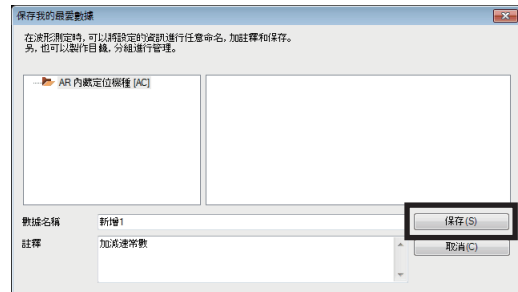 保存我的最愛數據
在波形測定時,可以將設定的資訊進行任意命名,加註釋和保存。
另,也可以製作目錄,分組進行管理。
AR 內藏定位機種 [AC]
數據名稱
新增1
保存(S)
註釋
加減速常數
取消(C)